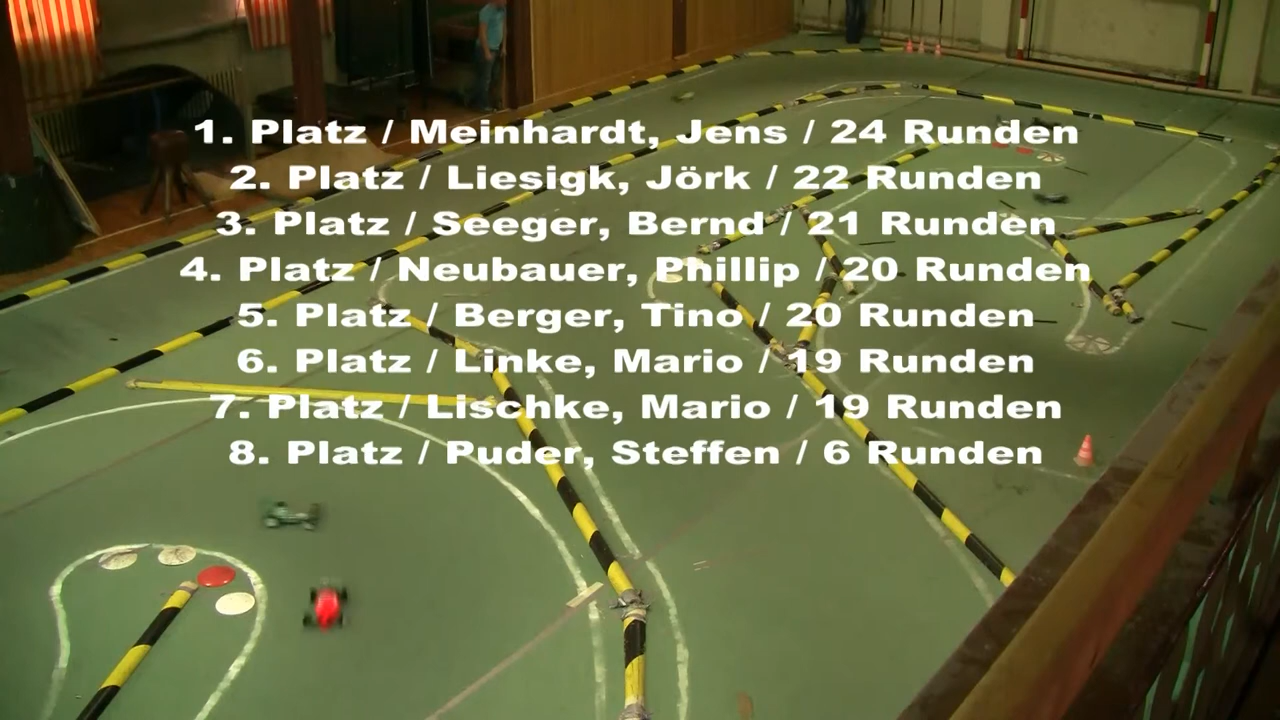 1. Platz / Meinhardt, Jens / 24 Runden
2. Platz / Liesigk, Jörk / 22 Runden
3. Platz / Seeger, Bernd / 21 Runden
4. Platz / Neubauer, Phillip / 20 Runden
5. Platz / Berger, Tino / 20 Runden
6. Platz / Linke, Mario / 19 Runden
7. Platz / Lischke, Mario / 19 Runden
8. Platz / Puder, Steffen / 6 Runden